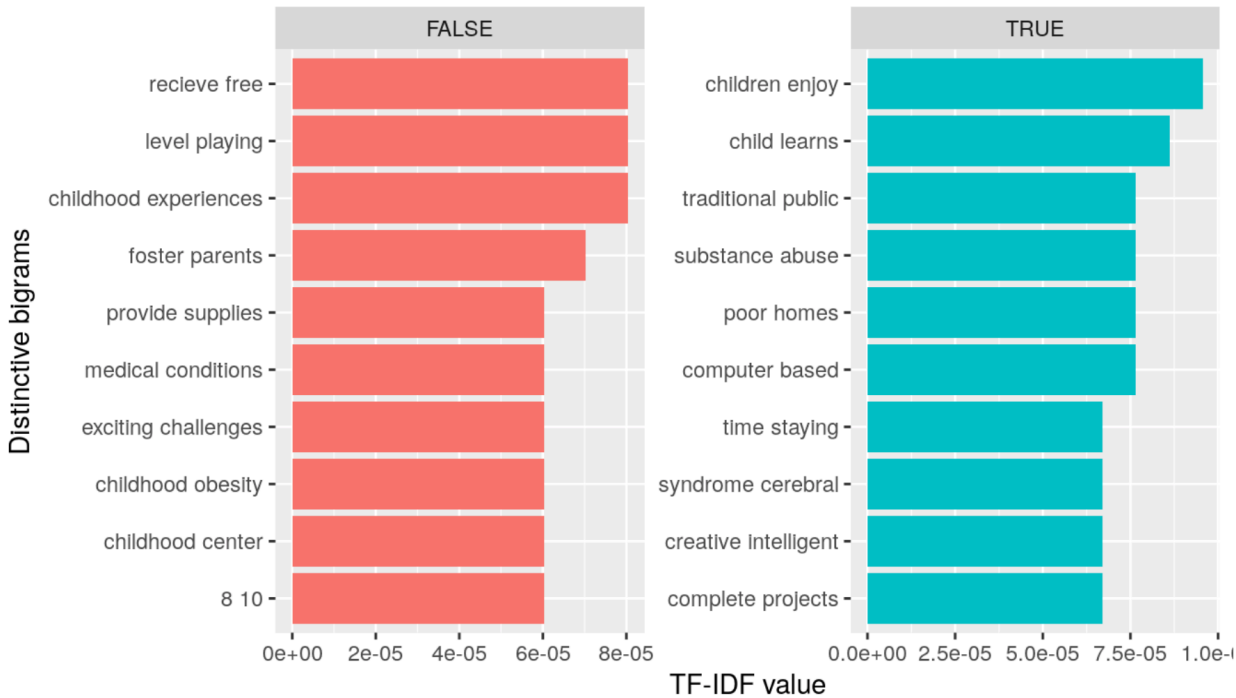 FALSE
TRUE
Distinctive bigrams
recieve free
level playing
childhood experiences
foster parents
provide supplies
medical conditions
exciting challenges
childhood obesity
childhood center
8 10
0e+00 2e-05 4e-05 6e-05 8e-05
children enjoy
child learns
traditional public
substance abuse
poor homes
computer based
time staying
syndrome cerebral
creative intelligent
complete projects
0.0e+00 2.5e-05 5.0e-05 7.5e-05 1.0e-
TF-IDF value